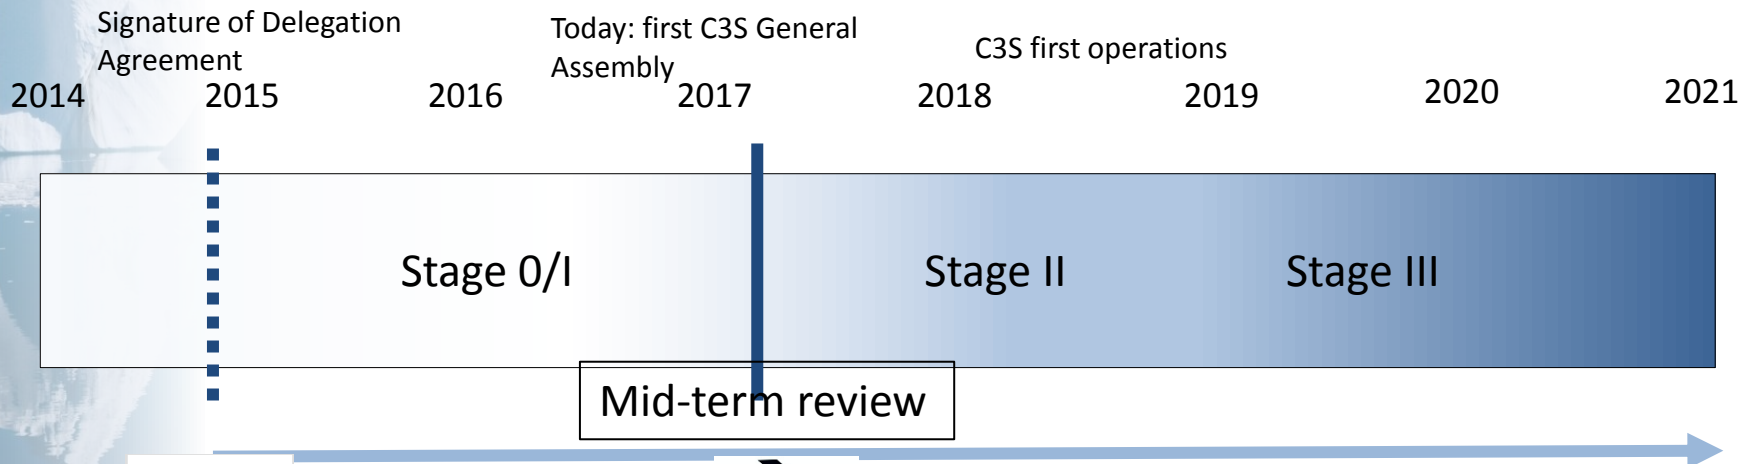 Signature of Delegation
Agreement
Today: first C3S General
Assembly
C3S first operations
2014 2015 2016 2017 2018 2019 2020 2021
Stage 0/I Stage II Stage III
Mid-term review